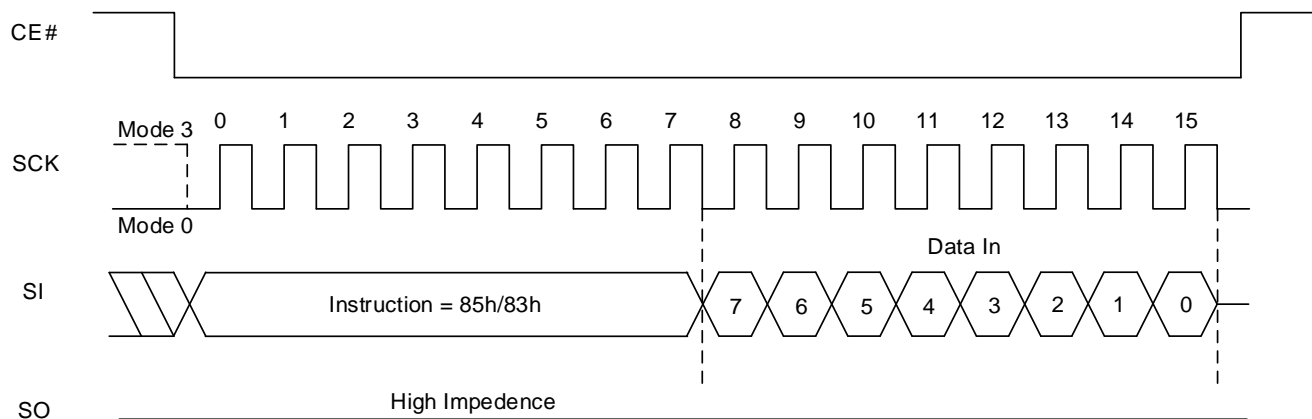 CE#
SCK
Mode 3
0 1 2 3 4 5 6 7 8 9 10 11 12 13 14 15
Mode 0
Data In
SI
Instruction = 85h/83h
7 6 5 4 3 2 1 0
SO
High Impedence